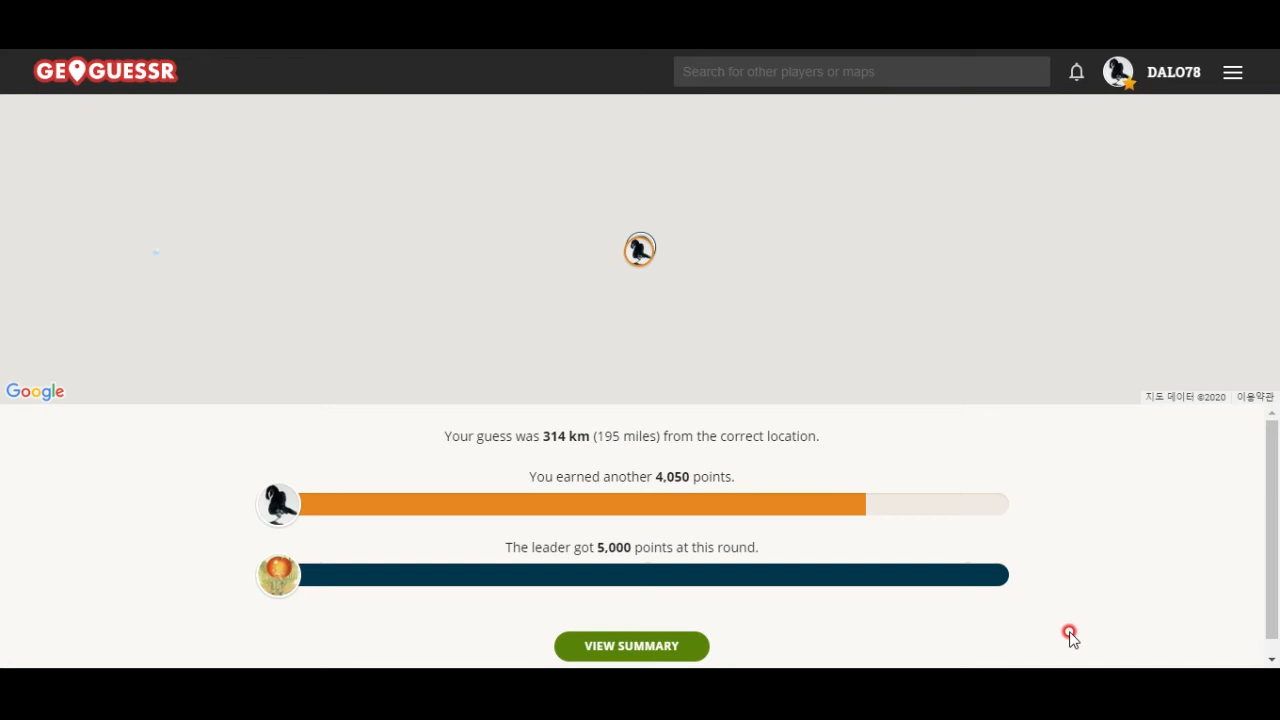 GEOGUESSR
Search for other players or maps
DALO78
Google
지도 데이터 ©2020
이용약관
Your guess was 314 km (195 miles) from the correct location.
You earned another 4,050 points.
The leader got 5,000 points at this round.
VIEW SUMMARY